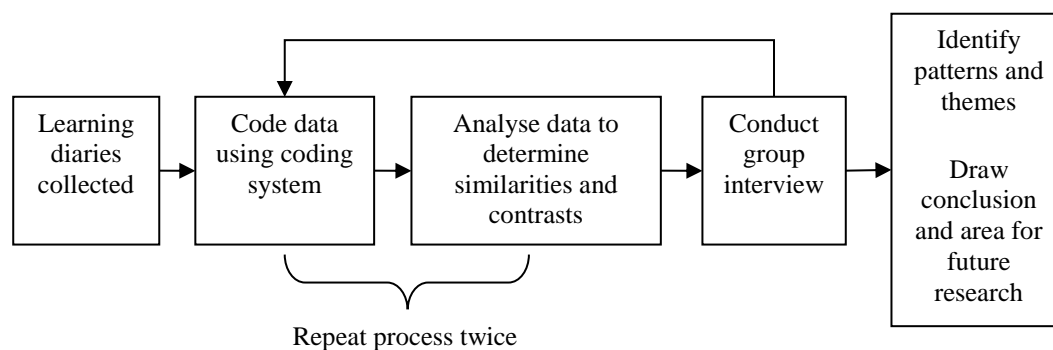 Learning
diaries
collected
Code data
using coding
system
Analyse data to
determine
similarities and
contrasts
Conduct
group
interview
Identify
patterns and
themes
Draw
conclusion
and area for
future
research
Repeat process twice